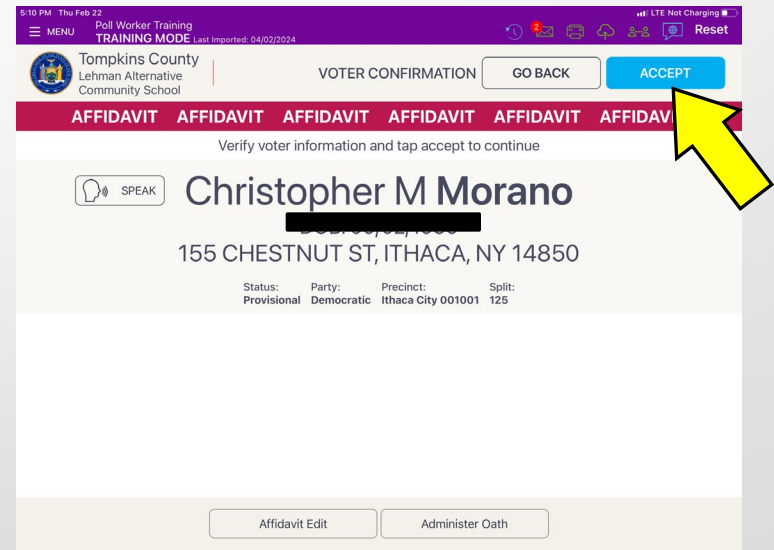 5:10 PM Thu Feb 22
LTE Not Charging
MENU
Poll Worker Training
TRAINING MODE Last Imported: 04/02/2024
2
Reset
Tompkins County
Lehman Alternative
Community School
VOTER CONFIRMATION
GO BACK
ACCEPT
AFFIDAVIT AFFIDAVIT AFFIDAVIT AFFIDAVIT AFFIDAVIT AFFIDAV
Verify voter information and tap accept to continue
SPEAK
Christopher M Morano
155 CHESTNUT ST, ITHACA, NY 14850
Status: Party: Precinct: Split:
Provisional Democratic Ithaca City 001001 125
Affidavit Edit
Administer Oath